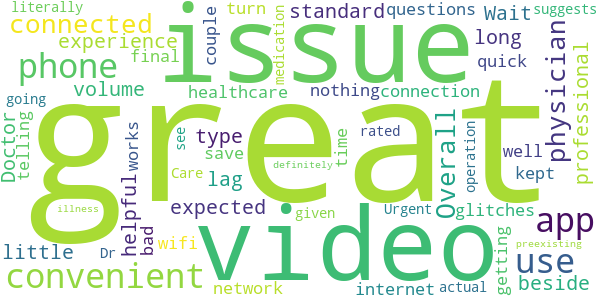 literally
turn
standard
questions
Wait
suggests
connected
issue
couple
long
experience
final
medication
quick
phone
physician
professional
volume
healthcare
nothing
connection
going
great
Doctor
telling
helpful
works
type
save
lag
time
rated
see
Care
definitely
Overall
operation
well
kept
illness
expected
given
Urgent
glitches
app
bad
wifi
video
preexisting
little
Dr
getting
use
convenient
network
internet
actual
beside